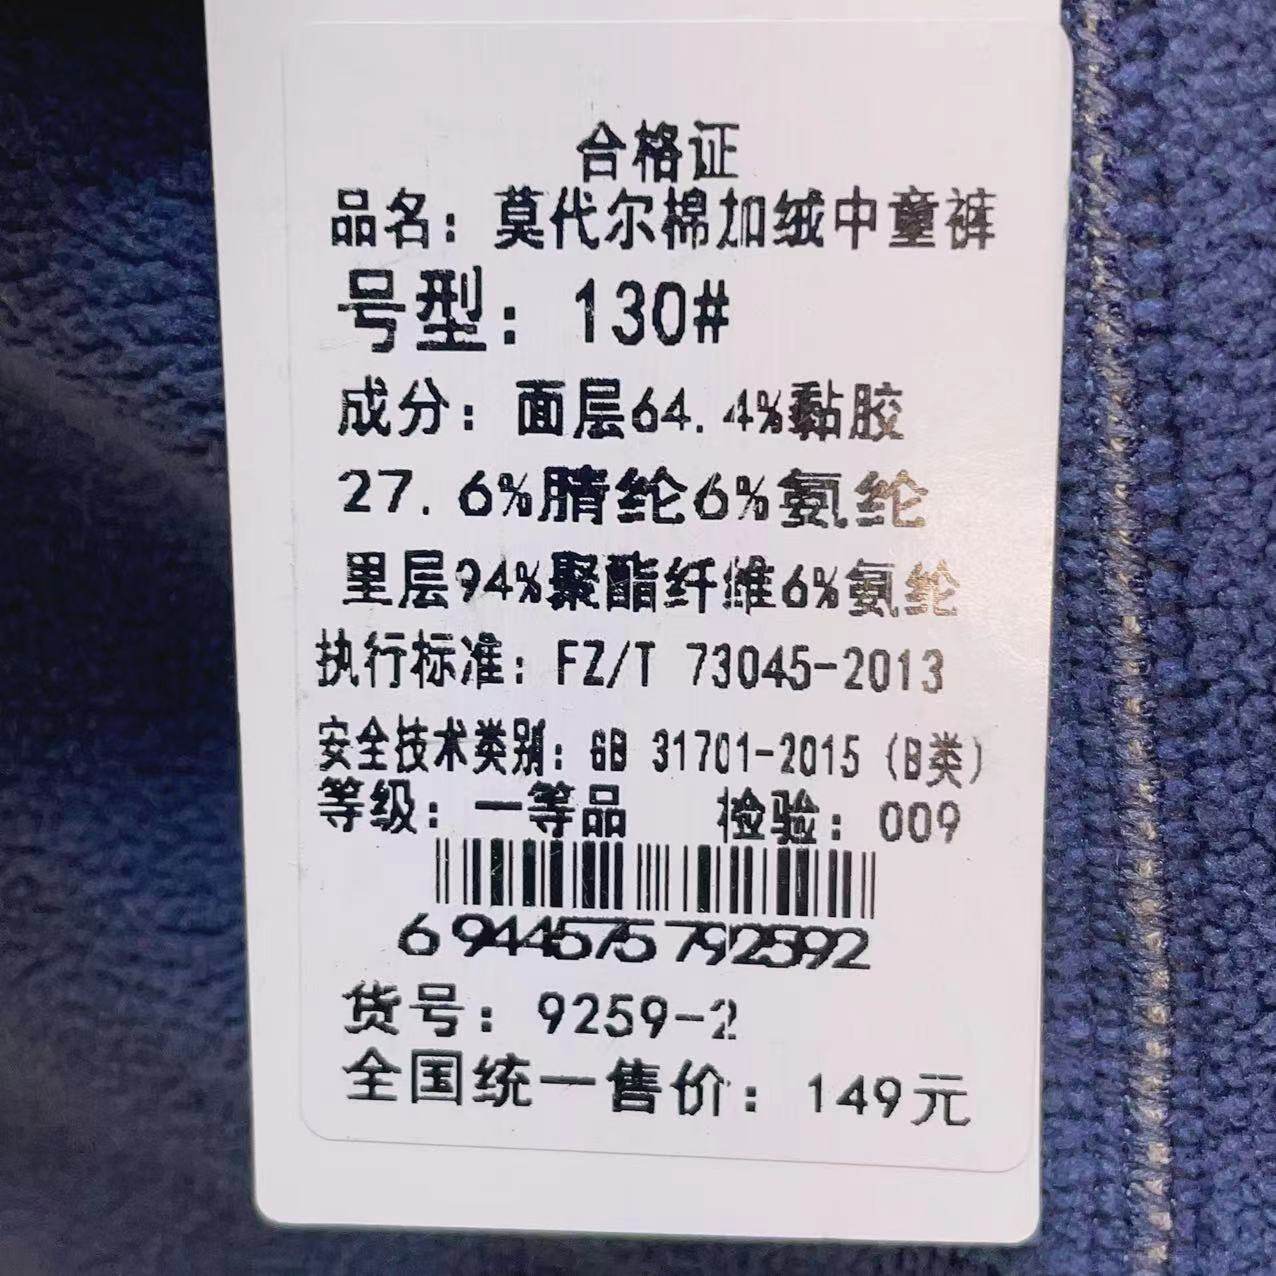 合格证
品名：莫代尔棉加绒中童裤
号型：130#
成分：面层64.4%黏胶
27.6%腈纶6%氨纶
里层94%聚酯纤维6%氨纶
执行标准：FZ/T 73045-2013
安全技术类别：GB 31701-2015（B类）
等级：一等品 检验：009
6 944575 792592
货号：9259-2
全国统一售价：149元